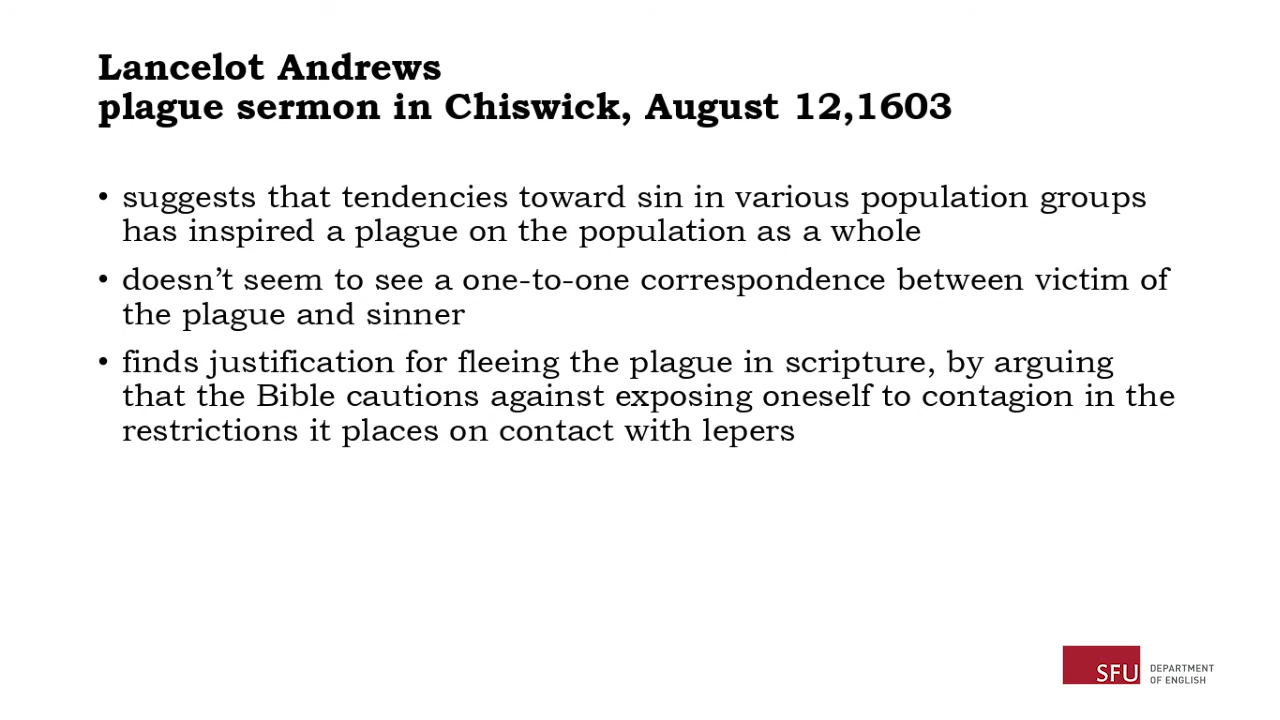 Lancelot Andrews
plague sermon in Chiswick, August 12,1603
• suggests that tendencies toward sin in various population groups
has inspired a plague on the population as a whole
• doesn’t seem to see a one-to-one correspondence between victim of
the plague and sinner
• finds justification for fleeing the plague in scripture, by arguing
that the Bible cautions against exposing oneself to contagion in the
restrictions it places on contact with lepers
SFU
DEPARTMENT
OF ENGLISH